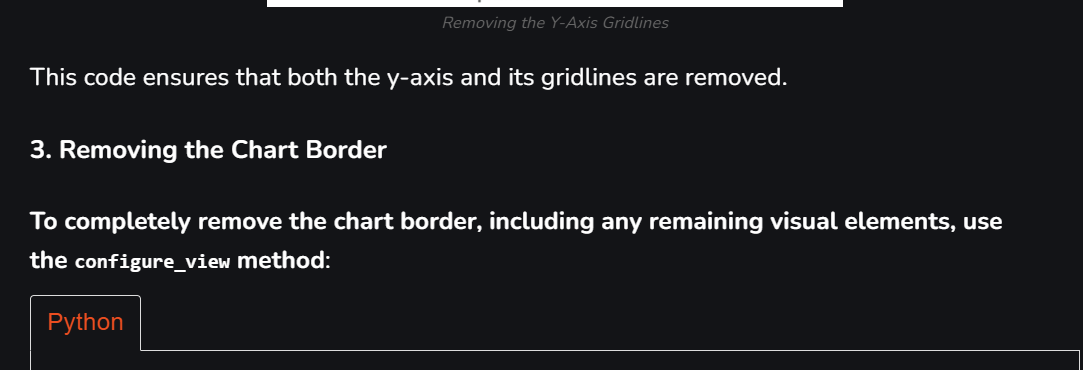 Removing the Y-Axis Gridlines
This code ensures that both the y-axis and its gridlines are removed.
3. Removing the Chart Border
To completely remove the chart border, including any remaining visual elements, use
the configure_view method:
Python